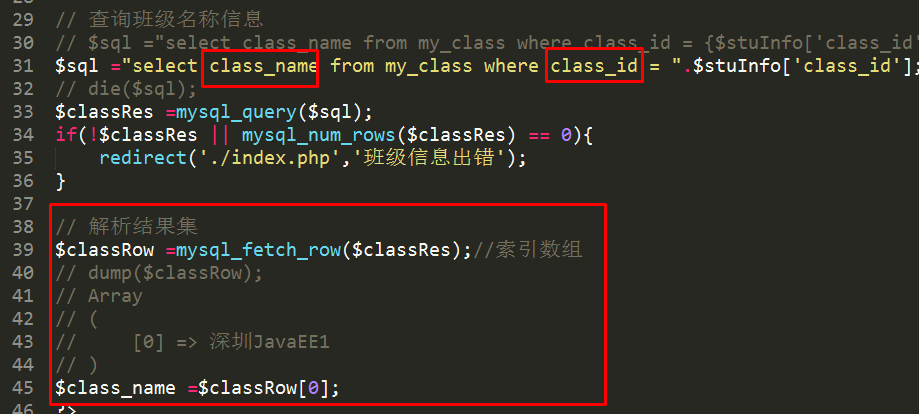 29 // 查询班级名称信息
30 // $sql ="select class_name from my_class where class_id = {$stuInfo['class_id'
31 $sql ="select class_name from my_class where class_id = ".$stuInfo['class_id'];
32 // die($sql);
33 $classRes =mysql_query($sql);
34 if(!$classRes || mysql_num_rows($classRes) == 0){
35     redirect('./index.php','班级信息出错');
36 }
37
38 // 解析结果集
39 $classRow =mysql_fetch_row($classRes);//索引数组
40 // dump($classRow);
41 // Array
42 // (
43 //     [0] => 深圳JavaEE1
44 // )
45 $class_name =$classRow[0];
46 ?>